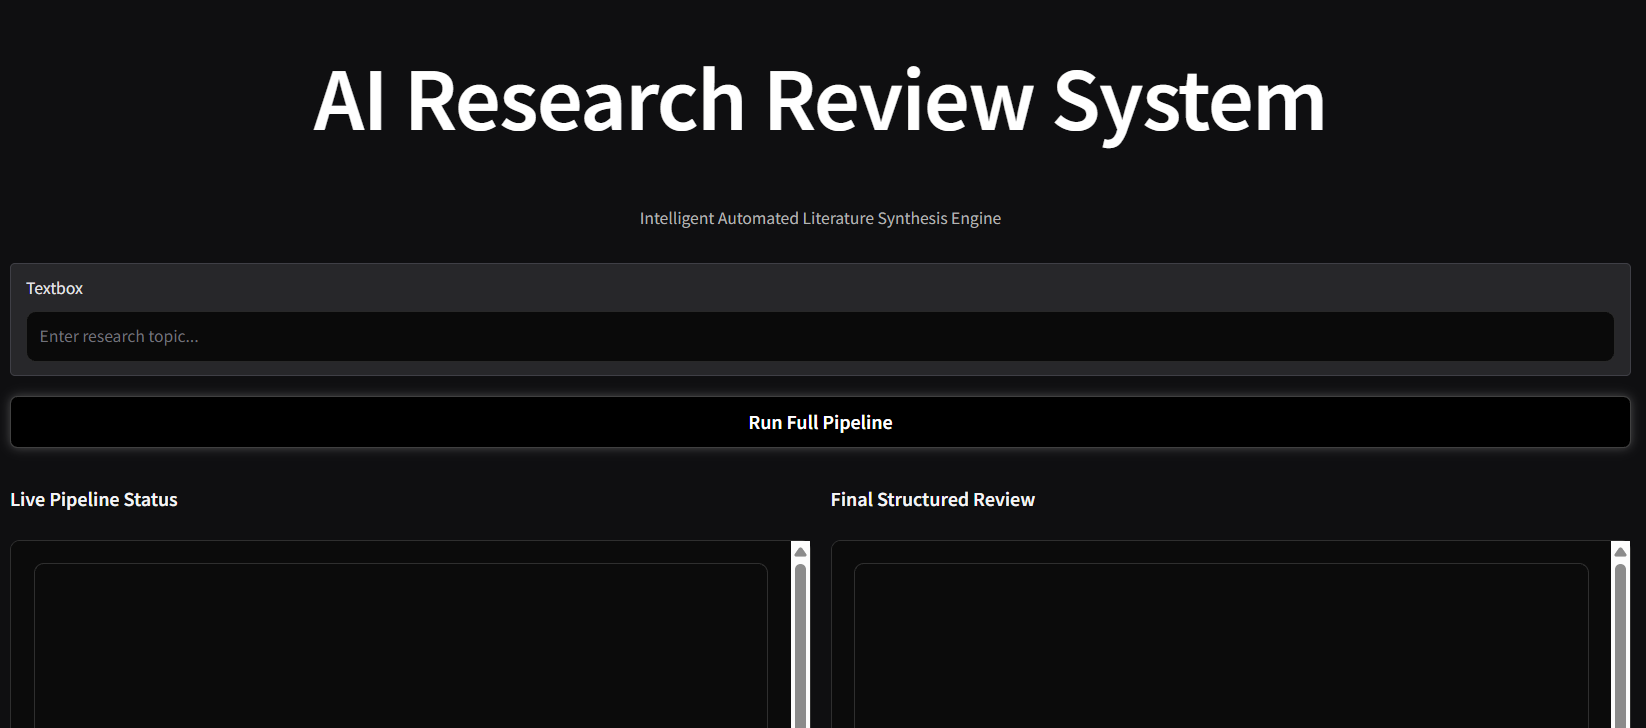 AI Research Review System
Intelligent Automated Literature Synthesis Engine
Textbox
Enter research topic...
Run Full Pipeline
Live Pipeline Status
Final Structured Review